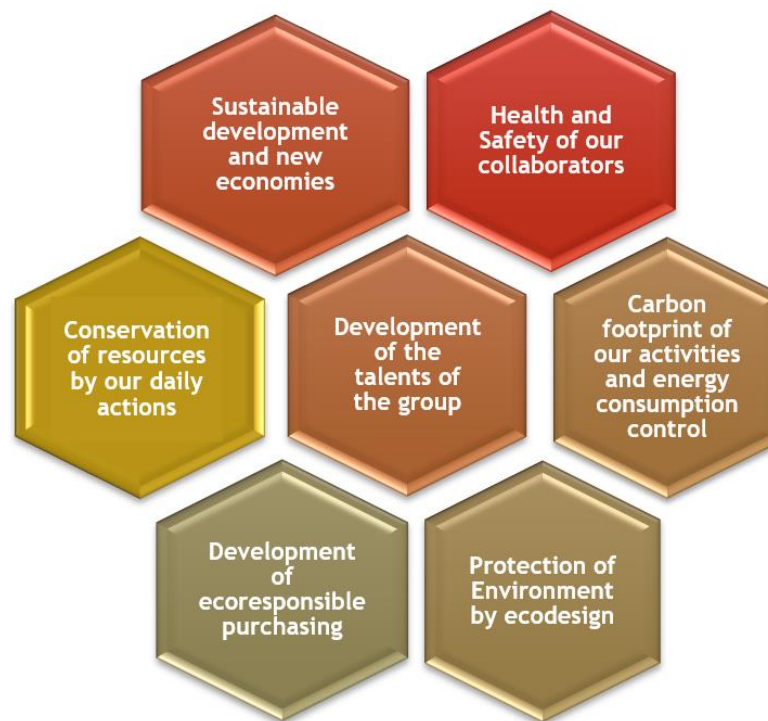 Sustainable
development
and new
economies
Health and
Safety of our
collaborators
Conservation
of resources
by our daily
actions
Development
of the
talents of
the group
Carbon
footprint of
our activities
and energy
consumption
control
Development
of
ecoresponsible
purchasing
Protection of
Environment
by ecodesign